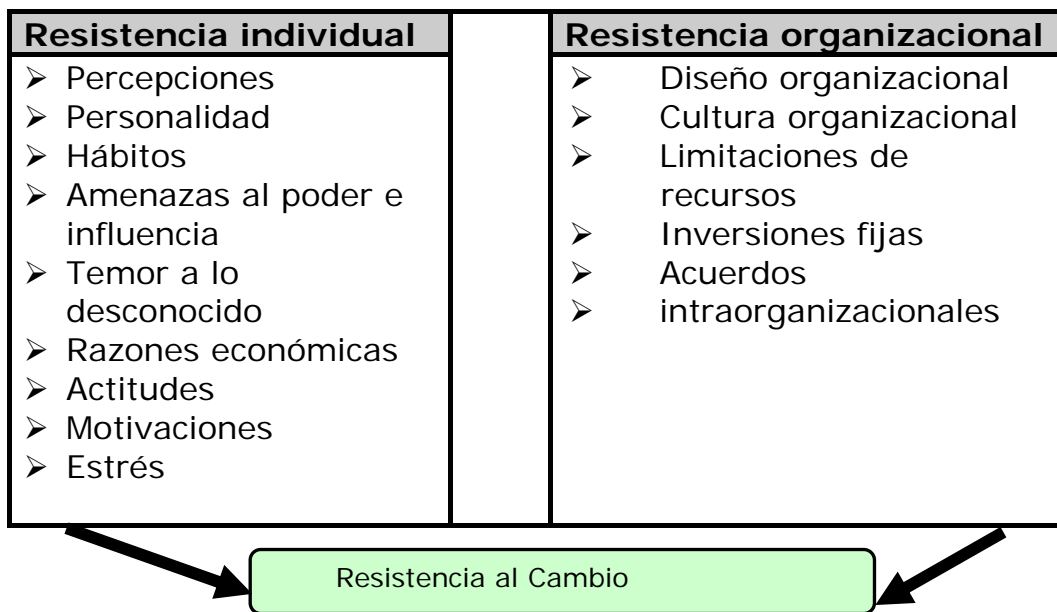 Resistencia individual
➢ Percepciones
➢ Personalidad
➢ Hábitos
➢ Amenazas al poder e
influencia
➢ Temor a lo
desconocido
➢ Razones económicas
➢ Actitudes
➢ Motivaciones
➢ Estrés
Resistencia organizacional
➢ Diseño organizacional
➢ Cultura organizacional
➢ Limitaciones de
recursos
➢ Inversiones fijas
➢ Acuerdos
➢ intraorganizacionales
Resistencia al Cambio